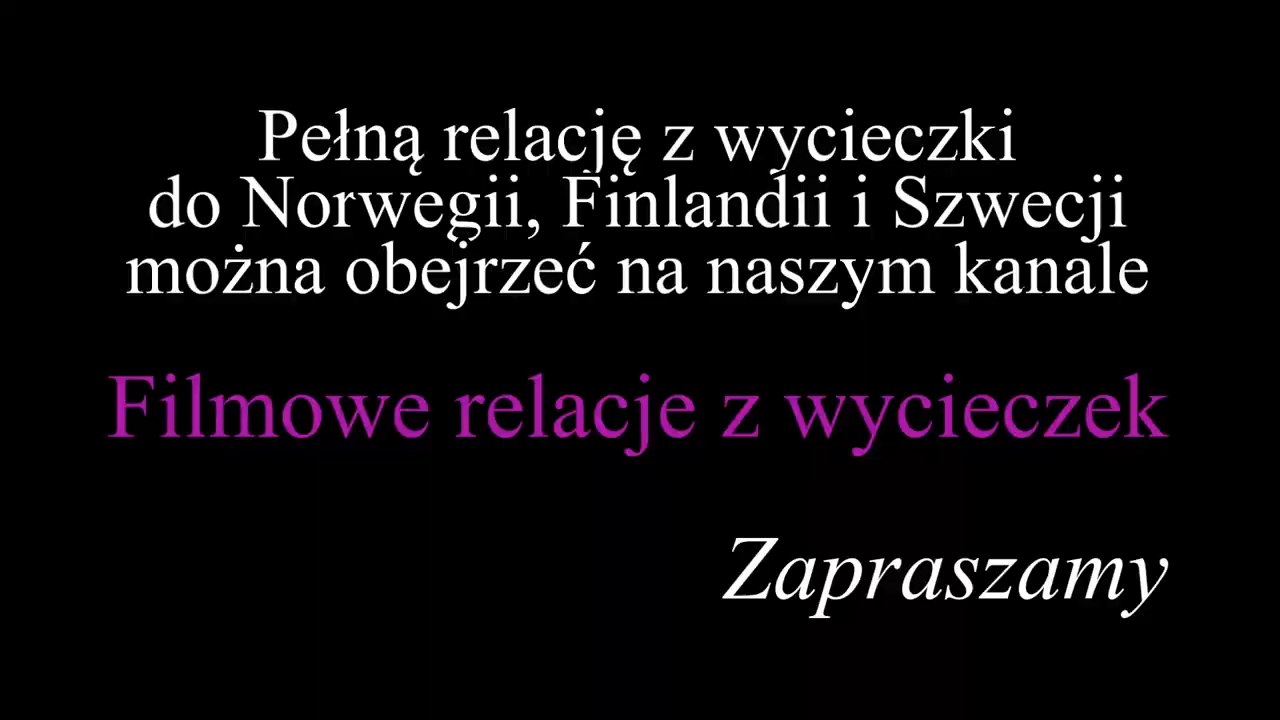 Pełną relację z wycieczki
do Norwegii, Finlandii i Szwecji
można obejrzeć na naszym kanale
Filmowe relacje z wycieczek
Zapraszamy